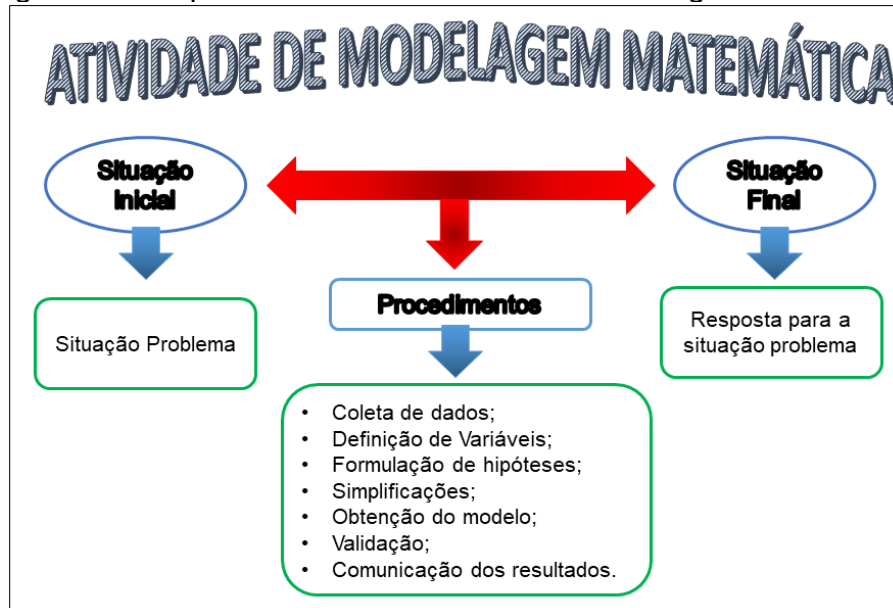 ATIVIDADE DE MODELAGEM MATEMÁTICA
Situação
Inicial
Situação
Final
Situação Problema
Procedimentos
Resposta para a
situação problema
• Coleta de dados;
• Definição de Variáveis;
• Formulação de hipóteses;
• Simplificações;
• Obtenção do modelo;
• Validação;
• Comunicação dos resultados.